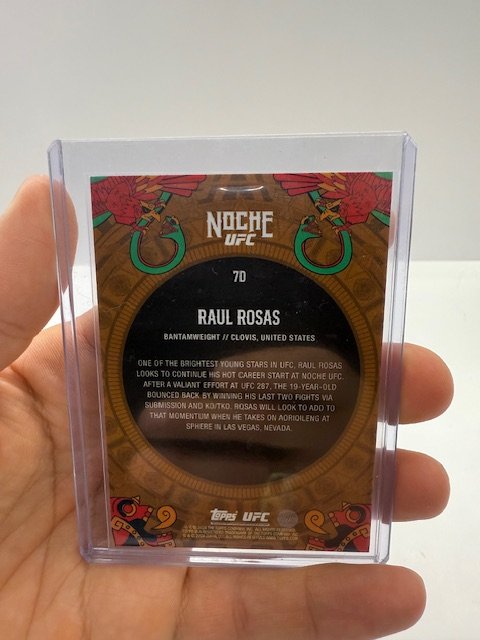 NOCHE
UFC
7D
RAUL ROSAS
BANTAMWEIGHT // CLOVIS, UNITED STATES
ONE OF THE BRIGHTEST YOUNG STARS IN UFC, RAUL ROSAS
LOOKS TO CONTINUE HIS HOT CAREER START AT NOCHE UFC.
AFTER A VALIANT EFFORT AT UFC 287, THE 19-YEAR-OLD
BOUNCED BACK BY WINNING HIS LAST TWO FIGHTS VIA
SUBMISSION AND KO/TKO. ROSAS WILL LOOK TO ADD TO
THAT MOMENTUM WHEN HE TAKES ON AORIQILENG AT
SPHERE IN LAS VEGAS, NEVADA.
TOPPS UFC